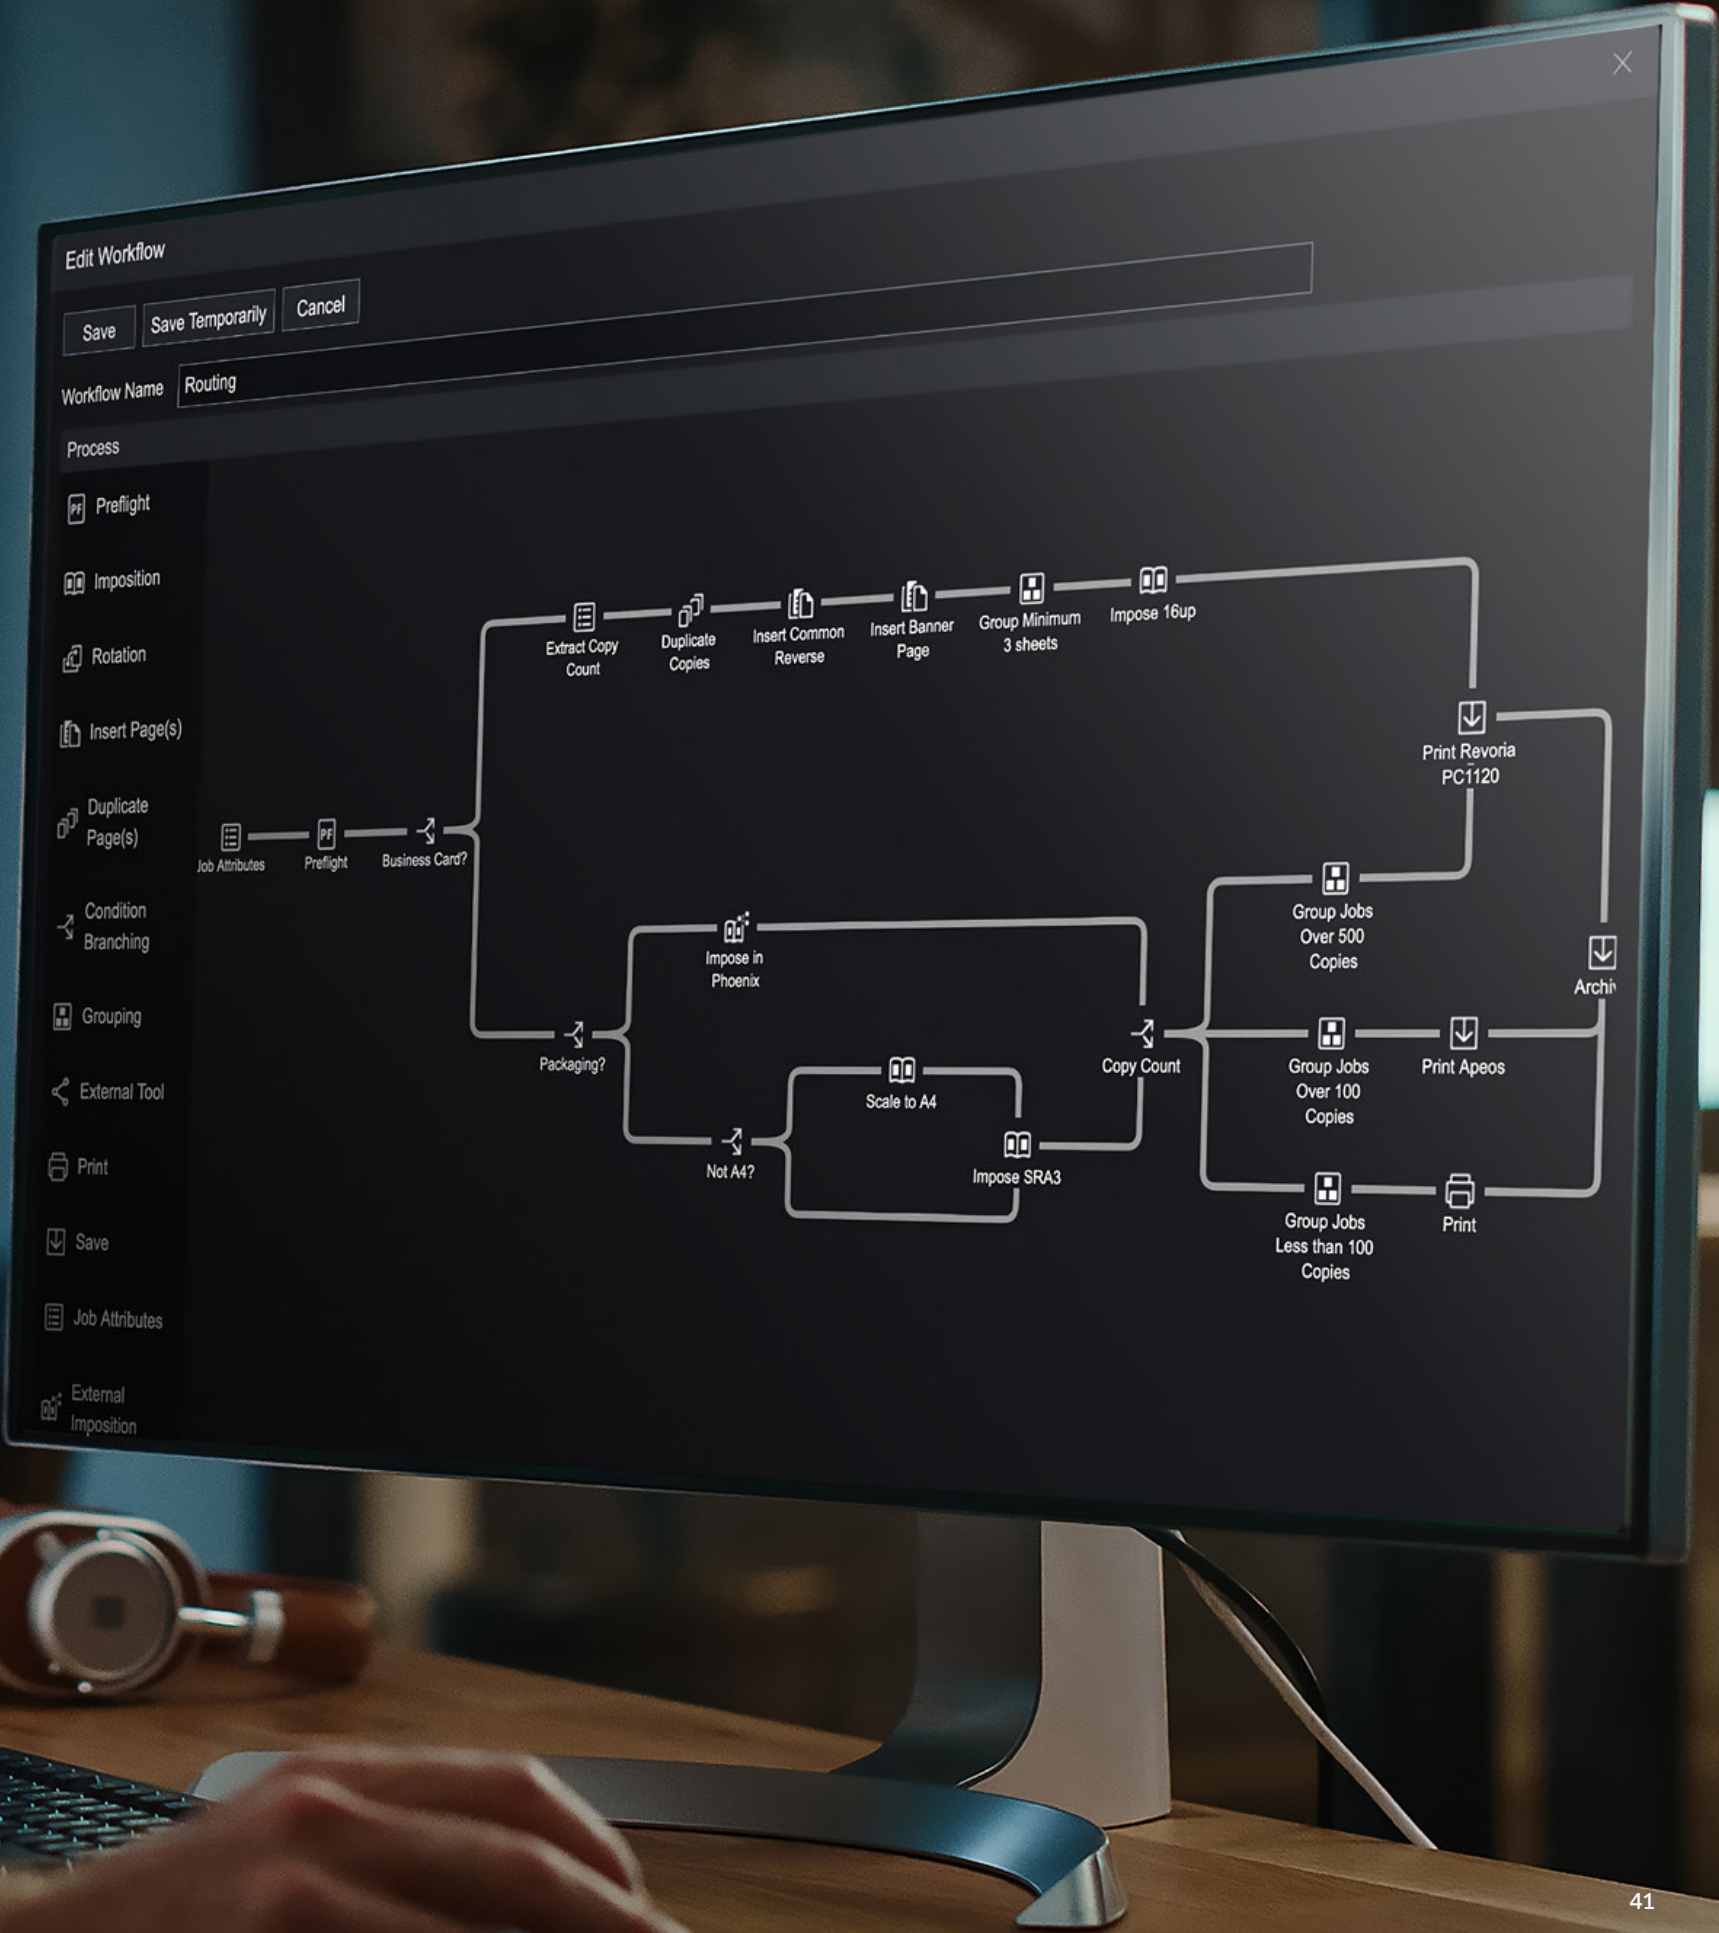 Edit Workflow
Save
Save Temporarily
Cancel
Workflow Name
Routing
Process
PF
Preflight
Imposition
Rotation
Insert Page(s)
Duplicate
Page(s)
Condition
Branching
Grouping
External Tool
Print
Save
Job Attributes
External
Imposition
Job Attributes
PF
Preflight
Business Card?
Extract Copy
Count
Duplicate
Copies
Insert Common
Reverse
Insert Banner
Page
Group Minimum
3 sheets
Impose 16up
Print Revoria
PC1120
Packaging?
Impose in
Phoenix
Not A4?
Scale to A4
Impose SRA3
Copy Count
Group Jobs
Over 500
Copies
Group Jobs
Over 100
Copies
Print Apeos
Group Jobs
Less than 100
Copies
Print
Archiv
41